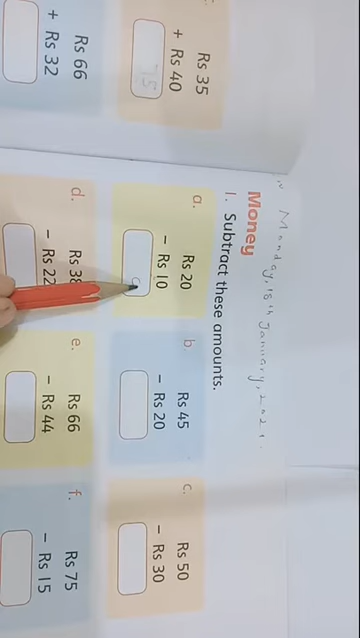 Rs 35
+ Rs 40
75
Rs 66
+ Rs 32
Monday, 18th January, 2021.
Money
1. Subtract these amounts.
a.
Rs 20
− Rs 10
0
b.
Rs 45
− Rs 20
c.
Rs 50
− Rs 30
d.
Rs 38
− Rs 22
e.
Rs 66
− Rs 44
f.
Rs 75
− Rs 15